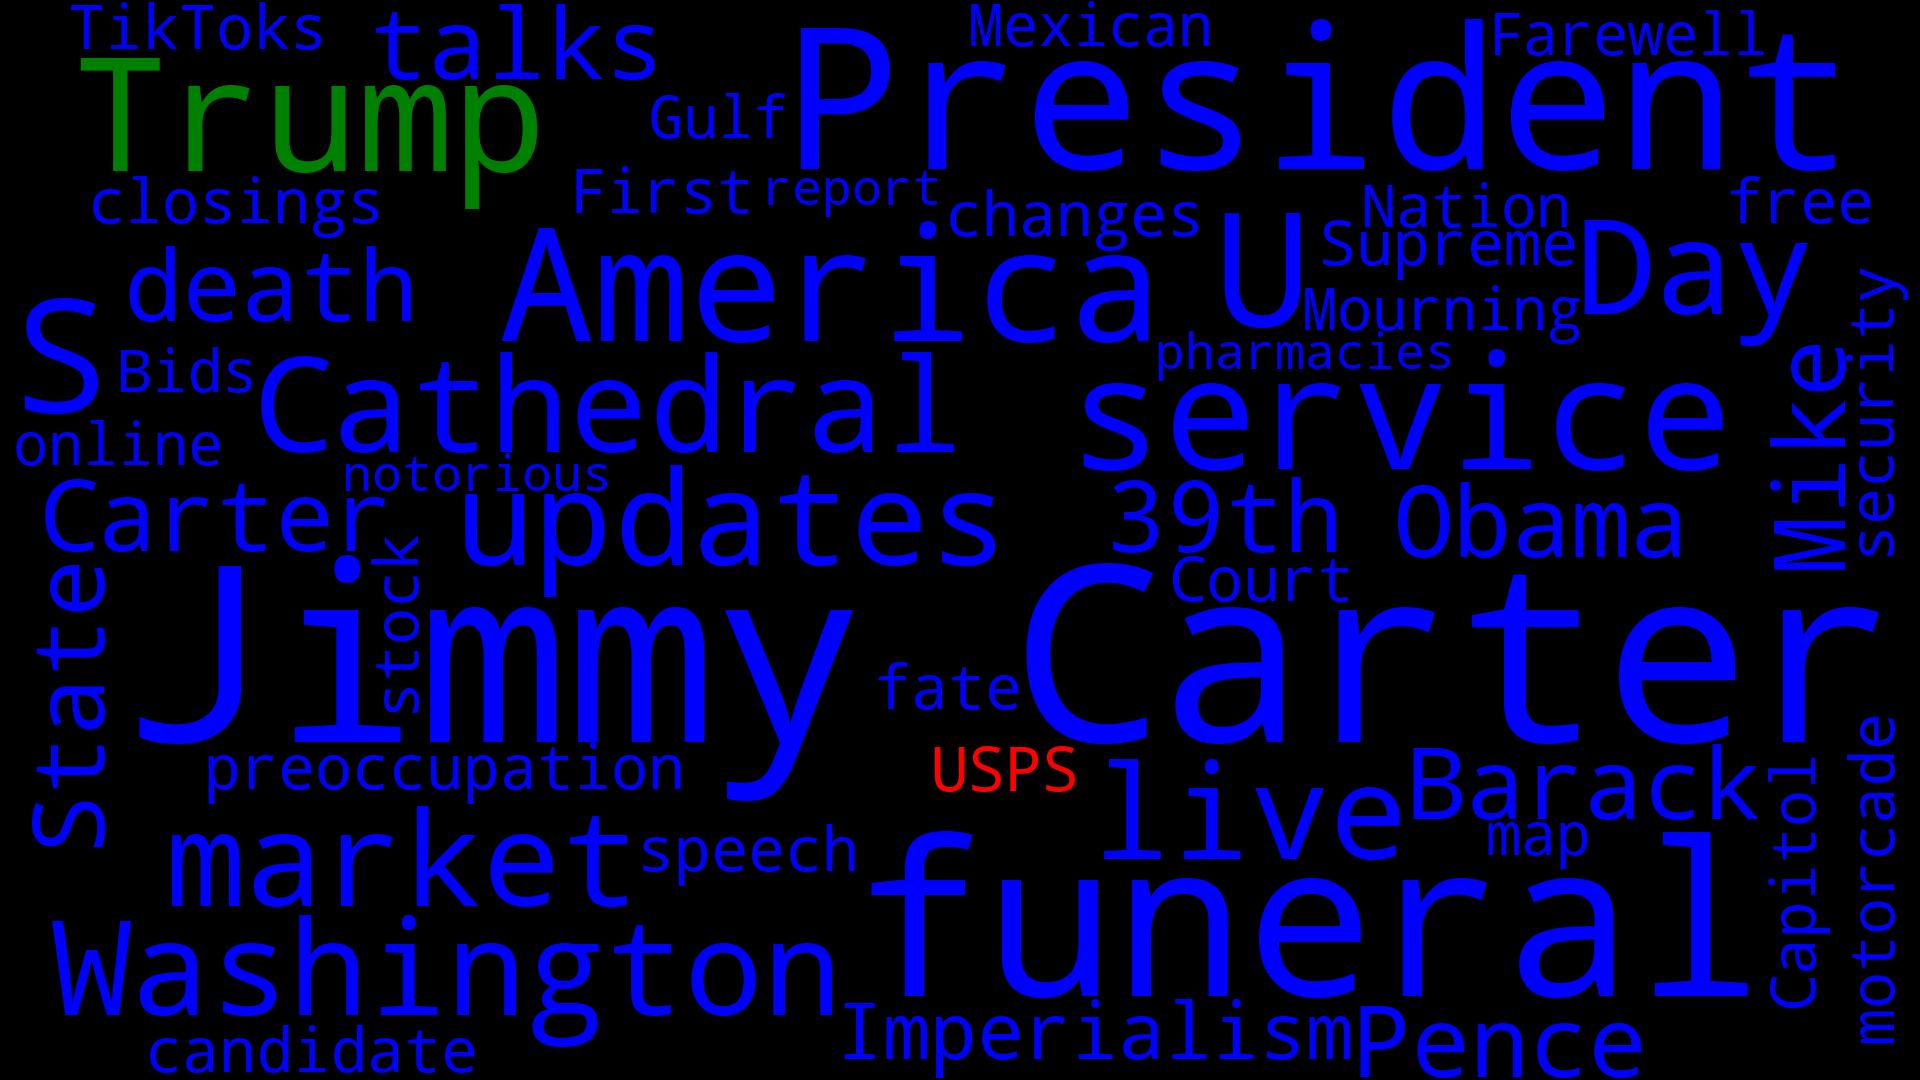 TikToks
talks
Mexican
Farewell
Trump
President
Gulf
closings
First
report
changes
Nation
free
death
America
U
Supreme
Day
S
Mourning
Bids
Cathedral
pharmacies
service
Mike
security
online
notorious
Carter
updates
39th
Obama
State
stock
Court
Jimmy
Carter
fate
preoccupation
USPS
live
Barack
map
Capitol
motorcade
market
speech
funeral
Washington
Imperialism
Pence
candidate